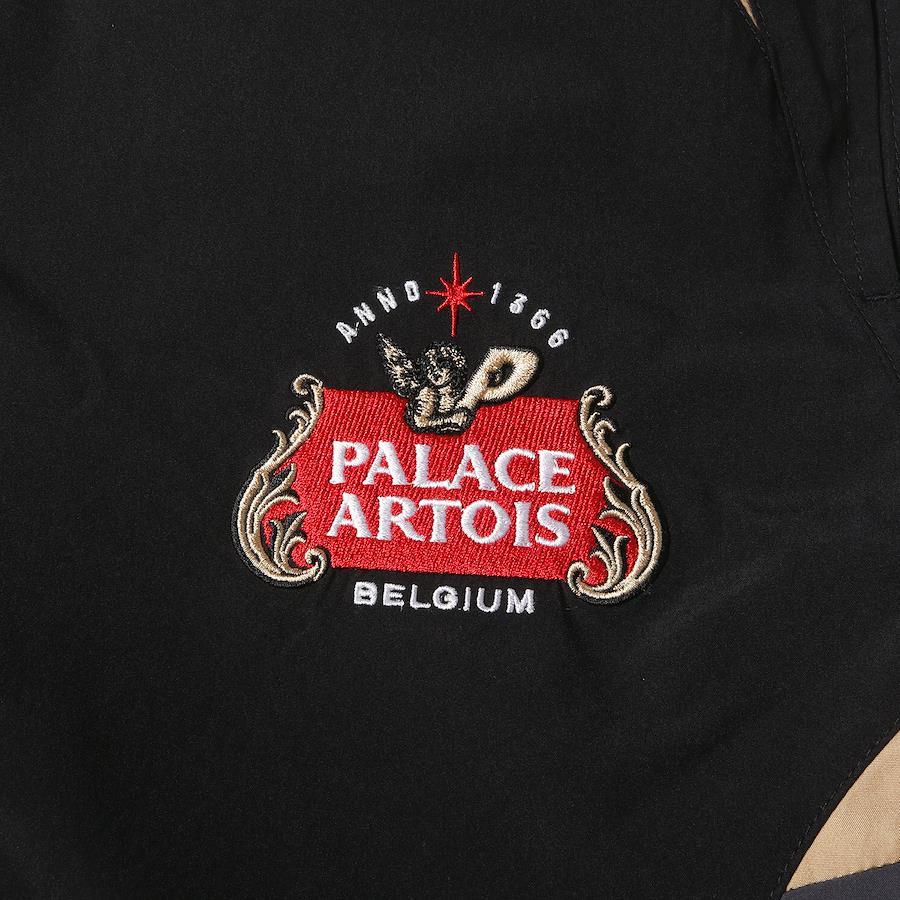 ANNO 1366
PALACE
ARTOIS
BELGIUM